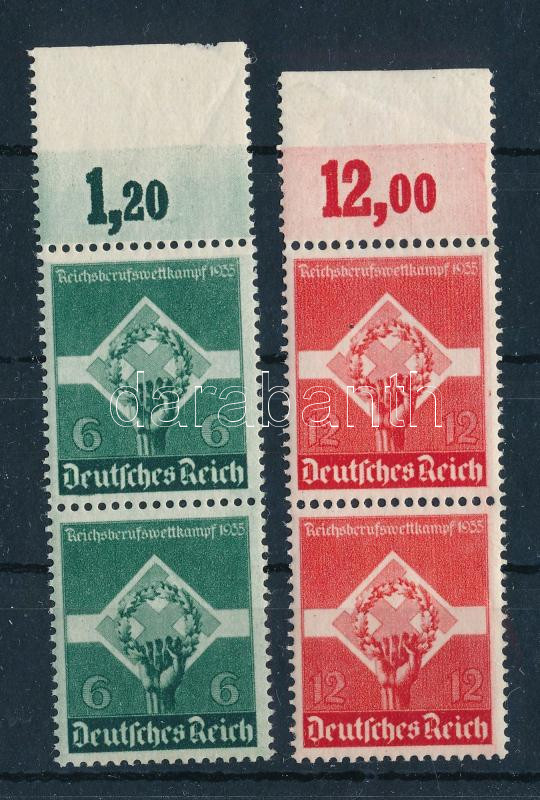 1,20
Reichsberufswettkampf 1935
6 6
Deutsches Reich
Reichsberufswettkampf 1935
6 6
Deutsches Reich
12,00
Reichsberufswettkampf 1935
12 12
Deutsches Reich
Reichsberufswettkampf 1935
12 12
Deutsches Reich
darabanth